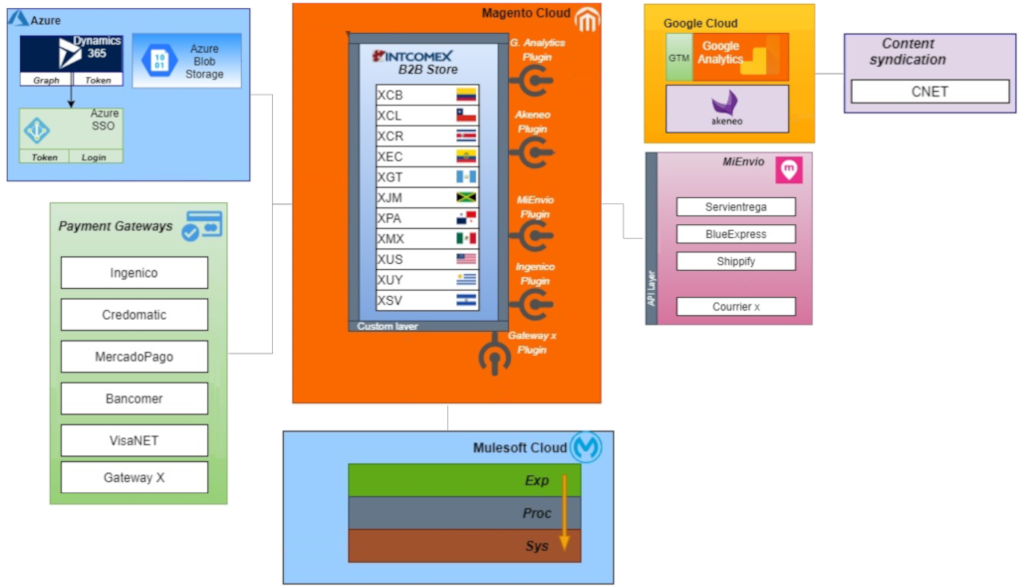 Azure
Dynamics
365
Graph
Token
Azure
Blob
Storage
10
01
Azure
SSO
Token
Login
Payment Gateways
Ingenico
Credomatic
MercadoPago
Bancomer
VisaNET
Gateway X
Magento Cloud
INTCOMEX
B2B Store
XCB
XCL
XCR
XEC
XGT
XJM
XPA
XMX
XUS
XUY
XSV
Custom layer
G. Analytics
Plugin
Akeneo
Plugin
MiEnvio
Plugin
Ingenico
Plugin
Gateway x
Plugin
Google Cloud
GTM
Google
Analytics
akeneo
Content
syndication
CNET
MiEnvio
m
API Layer
Servientrega
BlueExpress
Shippify
Courrier x
Mulesoft Cloud
Exp
Proc
Sys